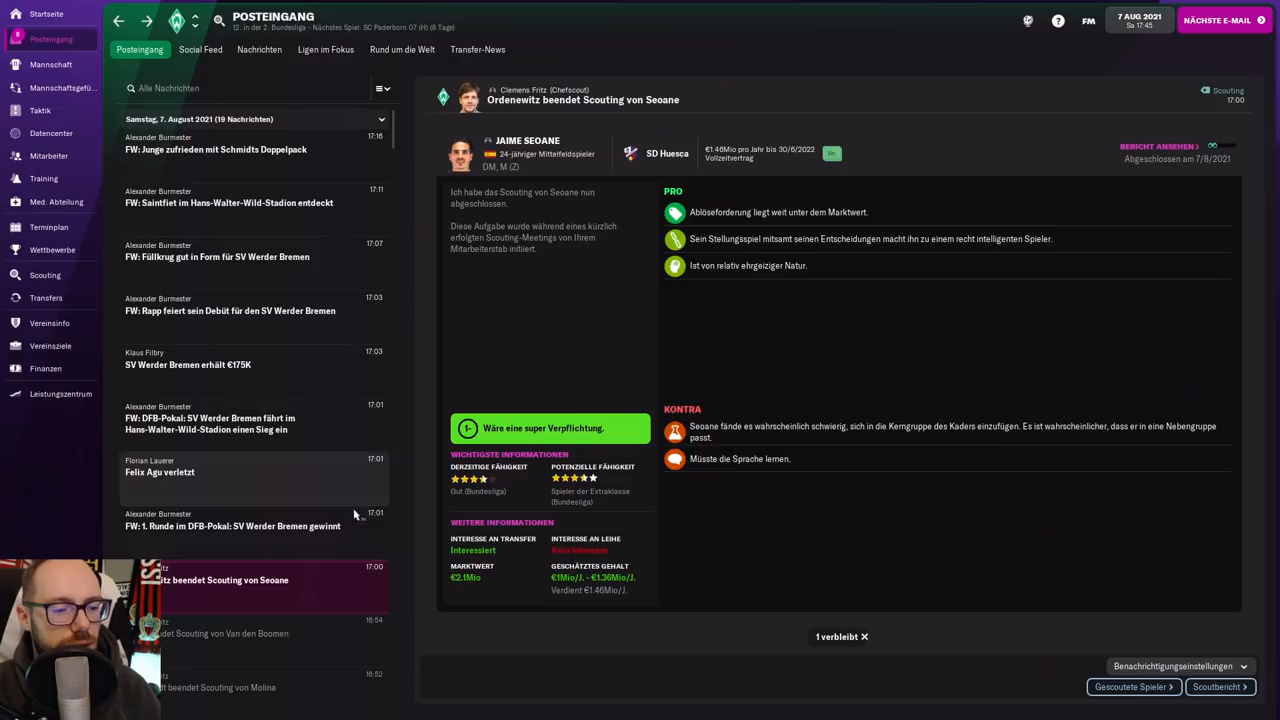 Startseite
8
Posteingang
Mannschaft
Mannschaftsgefü...
Taktik
Datencenter
Mitarbeiter
Training
Med. Abteilung
Terminplan
Wettbewerbe
Scouting
Transfers
Vereinsinfo
Vereinsziele
Finanzen
Leistungszentrum
POSTEINGANG
12. in der 2. Bundesliga - Nächstes Spiel: SC Paderborn 07 (H) (8 Tage)
FM
7 AUG 2021
Sa 17:45
NÄCHSTE E-MAIL
Posteingang
Social Feed
Nachrichten
Ligen im Fokus
Rund um die Welt
Transfer-News
Alle Nachrichten
Samstag, 7. August 2021 (19 Nachrichten)
Alexander Burmester 17:16
FW: Junge zufrieden mit Schmidts Doppelpack
Alexander Burmester 17:11
FW: Saintfiet im Hans-Walter-Wild-Stadion entdeckt
Alexander Burmester 17:07
FW: Füllkrug gut in Form für SV Werder Bremen
Alexander Burmester 17:03
FW: Rapp feiert sein Debüt für den SV Werder Bremen
Klaus Filbry 17:03
SV Werder Bremen erhält €175K
Alexander Burmester 17:01
FW: DFB-Pokal: SV Werder Bremen fährt im
Hans-Walter-Wild-Stadion einen Sieg ein
Florian Lauerer 17:01
Felix Agu verletzt
Alexander Burmester 17:01
FW: 1. Runde im DFB-Pokal: SV Werder Bremen gewinnt
tz 17:00
itz beendet Scouting von Seoane
16:54
det Scouting von Van den Boomen
16:52
dt beendet Scouting von Molina
Clemens Fritz (Chefscout)
Ordenewitz beendet Scouting von Seoane
Scouting
17:00
JAIME SEOANE
24-jähriger Mittelfeldspieler
DM, M (Z)
SD Huesca
€1.46Mio pro Jahr bis 30/6/2022
Vollzeitvertrag
BERICHT ANSEHEN
Abgeschlossen am 7/8/2021
Ich habe das Scouting von Seoane nun
abgeschlossen.
Diese Aufgabe wurde während eines kürzlich
erfolgten Scouting-Meetings von Ihrem
Mitarbeiterstab initiiert.
PRO
Ablöseforderung liegt weit unter dem Marktwert.
Sein Stellungsspiel mitsamt seinen Entscheidungen macht ihn zu einem recht intelligenten Spieler.
Ist von relativ ehrgeiziger Natur.
KONTRA
Seoane fände es wahrscheinlich schwierig, sich in die Kerngruppe des Kaders einzufügen. Es ist wahrscheinlicher, dass er in eine Nebengruppe
passt.
Müsste die Sprache lernen.
1- Wäre eine super Verpflichtung.
WICHTIGSTE INFORMATIONEN
DERZEITIGE FÄHIGKEIT
POTENZIELLE FÄHIGKEIT
Gut (Bundesliga)
Spieler der Extraklasse
(Bundesliga)
WEITERE INFORMATIONEN
INTERESSE AN TRANSFER
INTERESSE AN LEIHE
Interessiert
Kein Interesse
MARKTWERT
GESCHÄTZTES GEHALT
€2.1Mio
€1Mio/J. - €1.36Mio/J.
Verdient €1.46Mio/J.
1 verbleibt
Benachrichtigungseinstellungen
Gescoutete Spieler
Scoutbericht